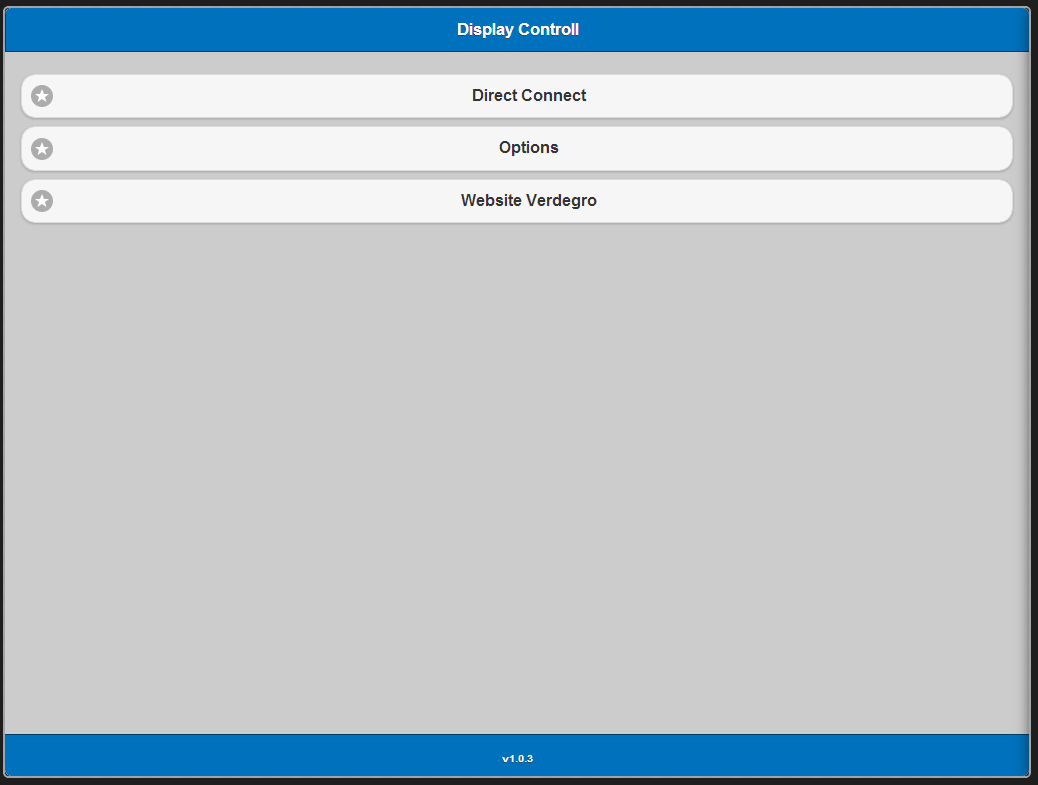 Display Controll
Direct Connect
Options
Website Verdegro
v1.0.3